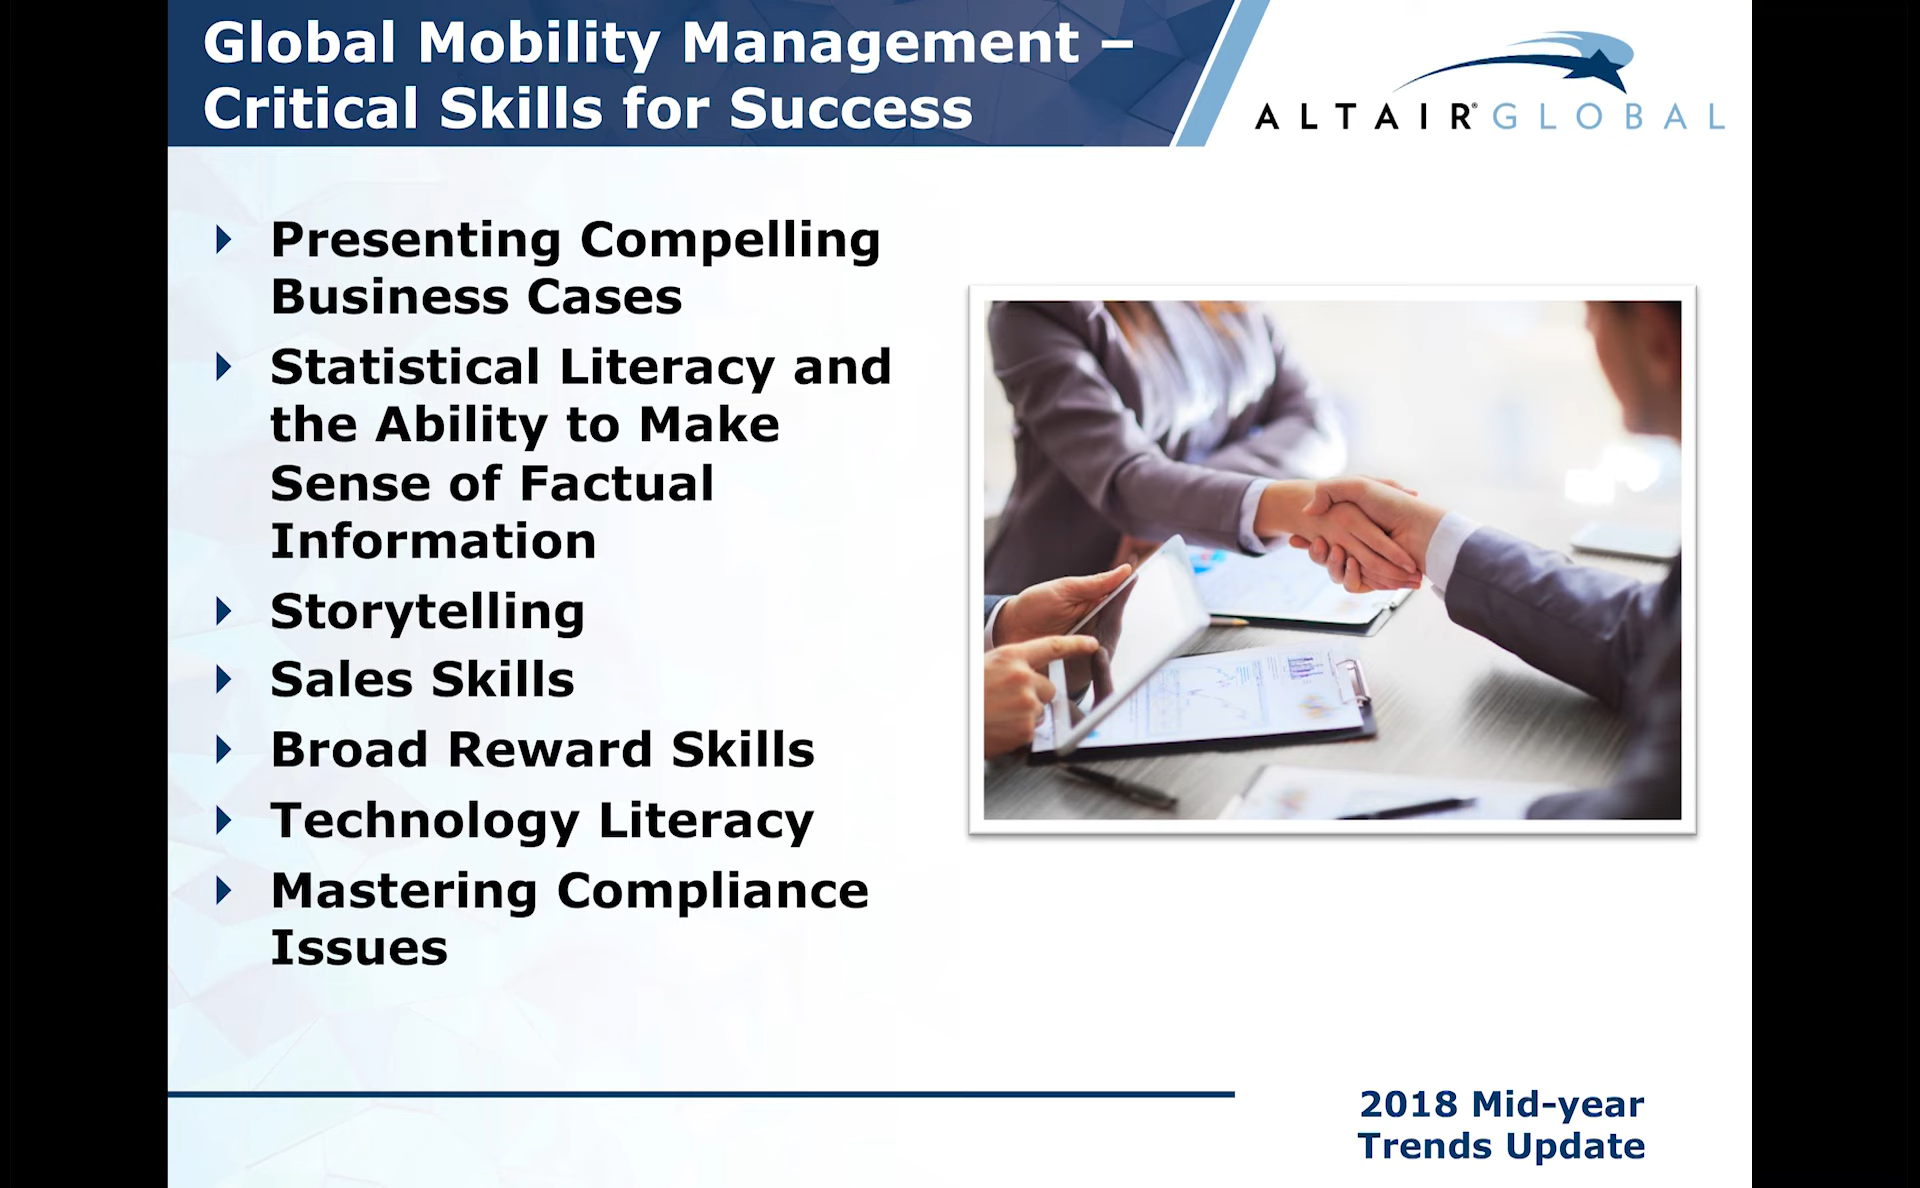 Global Mobility Management –
Critical Skills for Success
ALTAIR® GLOBAL
Presenting Compelling
Business Cases
Statistical Literacy and
the Ability to Make
Sense of Factual
Information
Storytelling
Sales Skills
Broad Reward Skills
Technology Literacy
Mastering Compliance
Issues
2018 Mid-year
Trends Update